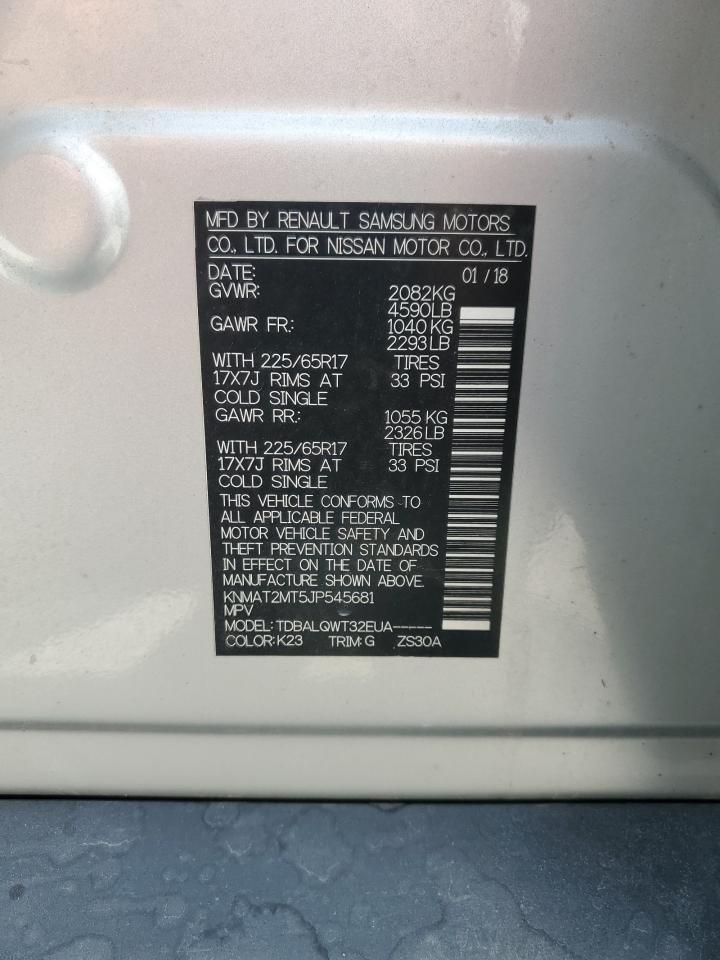 MFD BY RENAULT SAMSUNG MOTORS
CO., LTD. FOR NISSAN MOTOR CO., LTD.
DATE: 01 / 18
GVWR: 2082KG
4590LB
GAWR FR.: 1040 KG
2293LB
WITH 225/65R17 TIRES
17X7J RIMS AT 33 PSI
COLD SINGLE
GAWR RR.: 1055 KG
2326LB
WITH 225/65R17 TIRES
17X7J RIMS AT 33 PSI
COLD SINGLE
THIS VEHICLE CONFORMS TO
ALL APPLICABLE FEDERAL
MOTOR VEHICLE SAFETY AND
THEFT PREVENTION STANDARDS
IN EFFECT ON THE DATE OF
MANUFACTURE SHOWN ABOVE.
KNMAT2MT5JP545681
MPV
MODEL: TDBALQWT32EUA-----
COLOR: K23 TRIM: G ZS30A